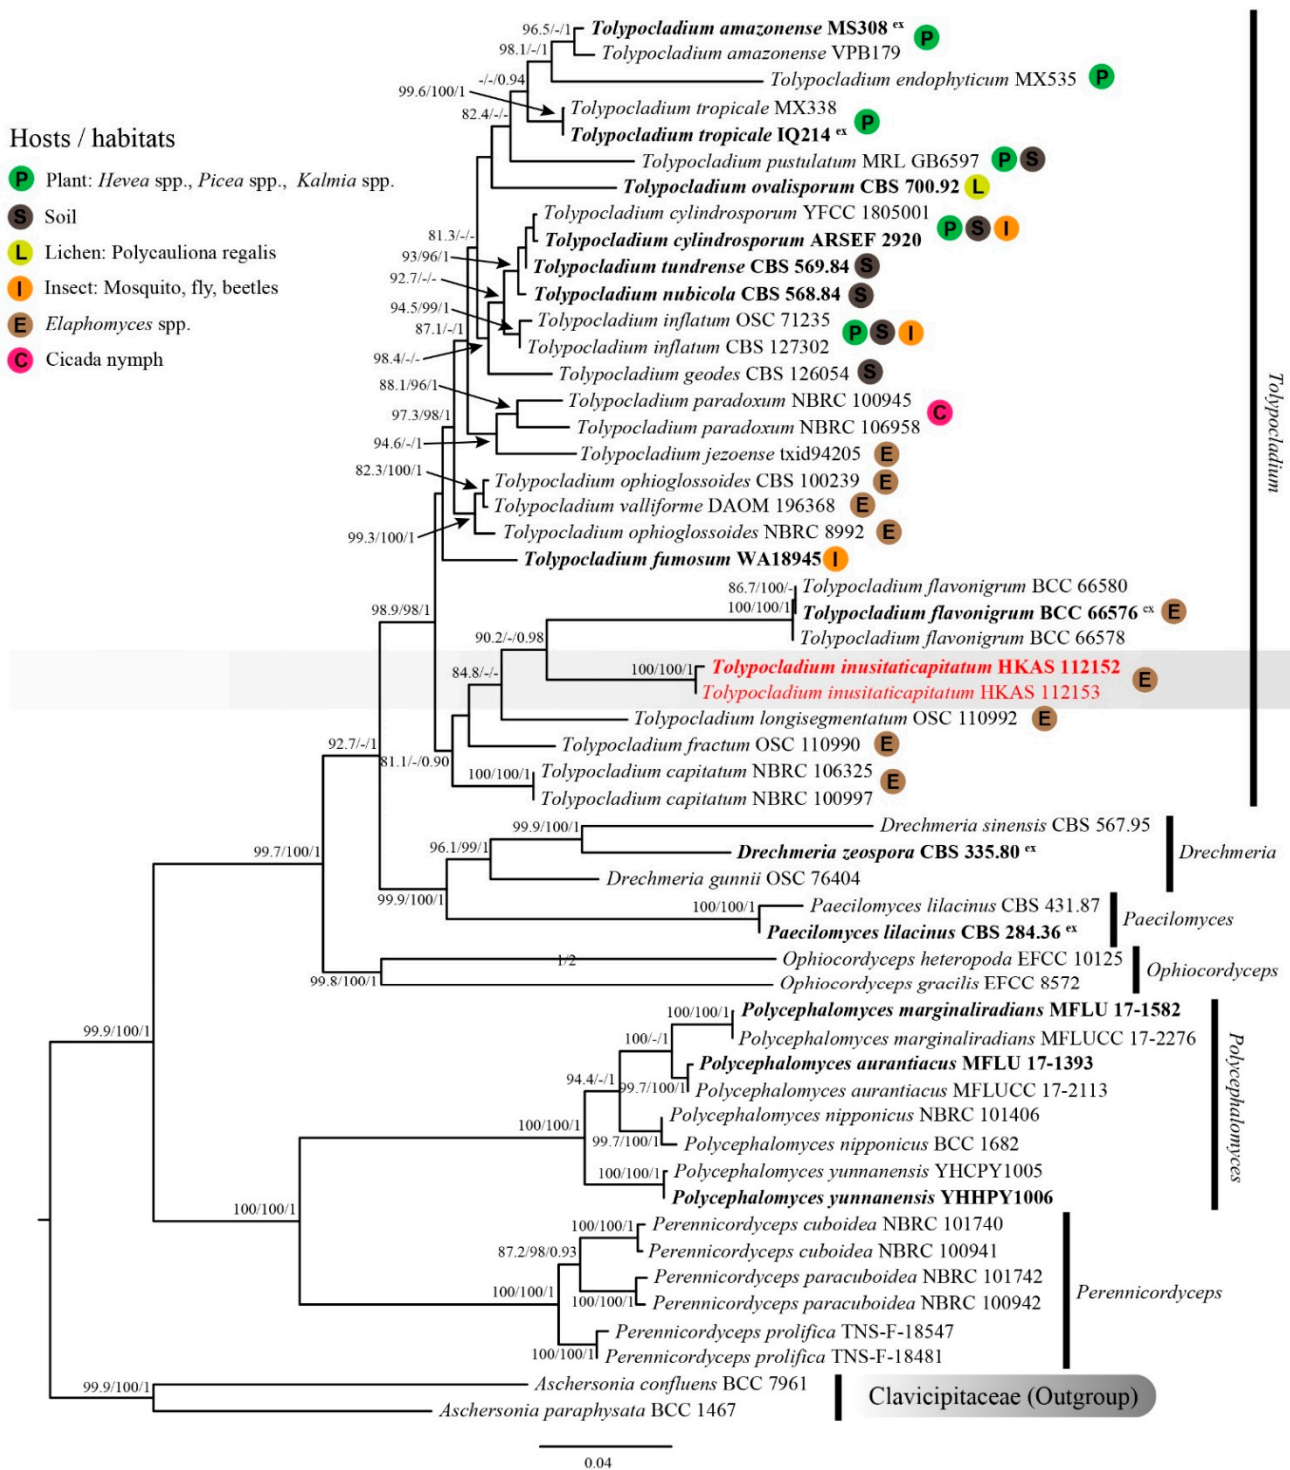 96.5/-/1
Tolypocladium amazonense MS308 ex
P
98.1/-/1
Tolypocladium amazonense VPB179
-/-/0.94
Tolypocladium endophyticum MX535
P
99.6/100/1
Tolypocladium tropicale MX338
P
82.4/-/-
Tolypocladium tropicale IQ214 ex
Tolypocladium pustulatum MRL GB6597
P S
Tolypocladium ovalisporum CBS 700.92
L
Hosts / habitats
P Plant: Hevea spp., Picea spp., Kalmia spp.
S Soil
L Lichen: Polycauliona regalis
I Insect: Mosquito, fly, beetles
E Elaphomyces spp.
C Cicada nymph
81.3/-/-
Tolypocladium cylindrosporum YFCC 1805001
P S I
Tolypocladium cylindrosporum ARSEF 2920
93/96/1
Tolypocladium tundrense CBS 569.84
S
92.7/-/-
Tolypocladium nubicola CBS 568.84
S
94.5/99/1
Tolypocladium inflatum OSC 71235
P S I
87.1/-/1
Tolypocladium inflatum CBS 127302
98.4/-/-
Tolypocladium geodes CBS 126054
S
88.1/96/1
Tolypocladium paradoxum NBRC 100945
C
97.3/98/1
Tolypocladium paradoxum NBRC 106958
94.6/-/1
Tolypocladium jezoense txid94205
E
82.3/100/1
Tolypocladium ophioglossoides CBS 100239
E
Tolypocladium valliforme DAOM 196368
E
99.3/100/1
Tolypocladium ophioglossoides NBRC 8992
E
Tolypocladium fumosum WA18945
I
Tolypocladium
86.7/100/-
Tolypocladium flavonigrum BCC 66580
98.9/98/1
100/100/1
Tolypocladium flavonigrum BCC 66576 ex
E
Tolypocladium flavonigrum BCC 66578
90.2/-/0.98
100/100/1
Tolypocladium inusitaticapitatum HKAS 112152
E
84.8/-/-
Tolypocladium inusitaticapitatum HKAS 112153
Tolypocladium longisegmentatum OSC 110992
E
92.7/-/1
Tolypocladium fractum OSC 110990
E
81.1/-/0.90
100/100/1
Tolypocladium capitatum NBRC 106325
E
Tolypocladium capitatum NBRC 100997
99.9/100/1
Drechmeria sinensis CBS 567.95
99.7/100/1
96.1/99/1
Drechmeria zeospora CBS 335.80 ex
Drechmeria
Drechmeria gunnii OSC 76404
99.9/100/1
100/100/1
Paecilomyces lilacinus CBS 431.87
Paecilomyces
Paecilomyces lilacinus CBS 284.36 ex
1/2
Ophiocordyceps heteropoda EFCC 10125
Ophiocordyceps
99.8/100/1
Ophiocordyceps gracilis EFCC 8572
99.9/100/1
100/100/1
Polycephalomyces marginaliradians MFLU 17-1582
100/-/1
Polycephalomyces marginaliradians MFLUCC 17-2276
Polycephalomyces aurantiacus MFLU 17-1393
94.4/-/1
99.7/100/1
Polycephalomyces aurantiacus MFLUCC 17-2113
Polycephalomyces
100/100/1
Polycephalomyces nipponicus NBRC 101406
99.7/100/1
Polycephalomyces nipponicus BCC 1682
100/100/1
Polycephalomyces yunnanensis YHCPY1005
Polycephalomyces yunnanensis YHHPY1006
100/100/1
100/100/1
Perennicordyceps cuboidea NBRC 101740
87.2/98/0.93
Perennicordyceps cuboidea NBRC 100941
Perennicordyceps paracuboidea NBRC 101742
100/100/1
100/100/1
Perennicordyceps paracuboidea NBRC 100942
Perennicordyceps
Perennicordyceps prolifica TNS-F-18547
100/100/1
Perennicordyceps prolifica TNS-F-18481
99.9/100/1
Aschersonia confluens BCC 7961
Clavicipitaceae (Outgroup)
Aschersonia paraphysata BCC 1467
0.04